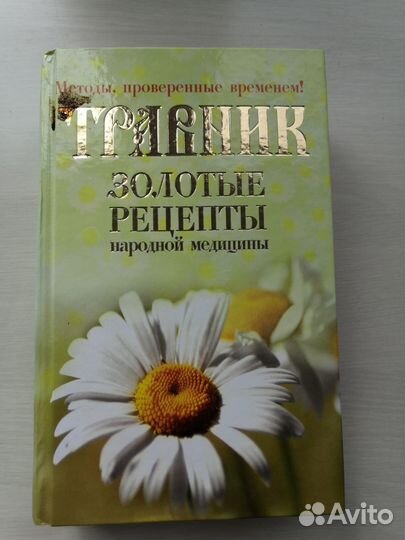 Методы, проверенные временем!
ТРАВНИК
ЗОЛОТЫЕ
РЕЦЕПТЫ
народной медицины
Avito